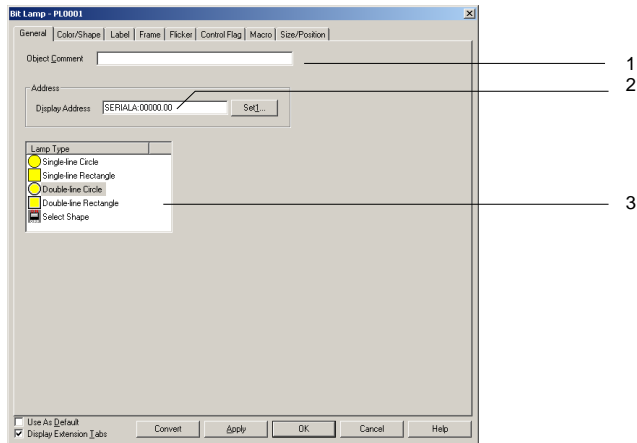 Bit Lamp - PL0001
General Color/Shape Label Frame Flicker Control Flag Macro Size/Position
Object Comment
1
Address
2
Display Address SERIALA:00000.00 Set1...
Lamp Type
Single-line Circle
Single-line Rectangle
Double-line Circle
Double-line Rectangle
3
Select Shape
Use As Default
Display Extension Tabs
Convert Apply OK Cancel Help